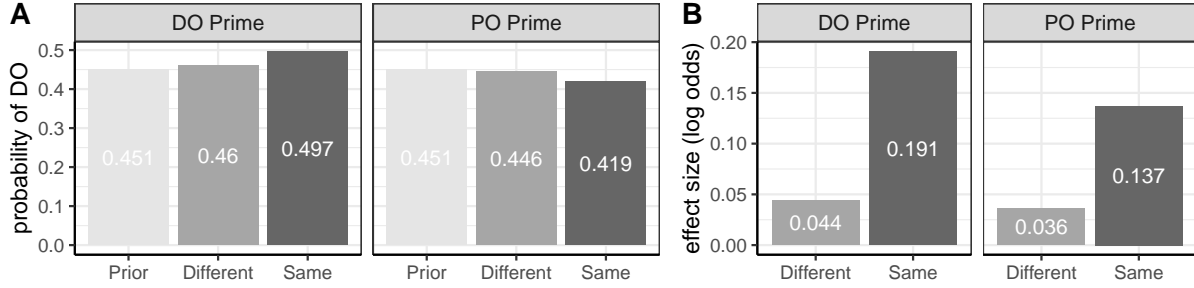 A
DO Prime
PO Prime
probability of DO
0.5
0.4
0.3
0.2
0.1
0.0
0.451
0.46
0.497
0.451
0.446
0.419
Prior
Different
Same
Prior
Different
Same
B
DO Prime
PO Prime
effect size (log odds)
0.20
0.15
0.10
0.05
0.00
0.044
0.191
0.036
0.137
Different
Same
Different
Same